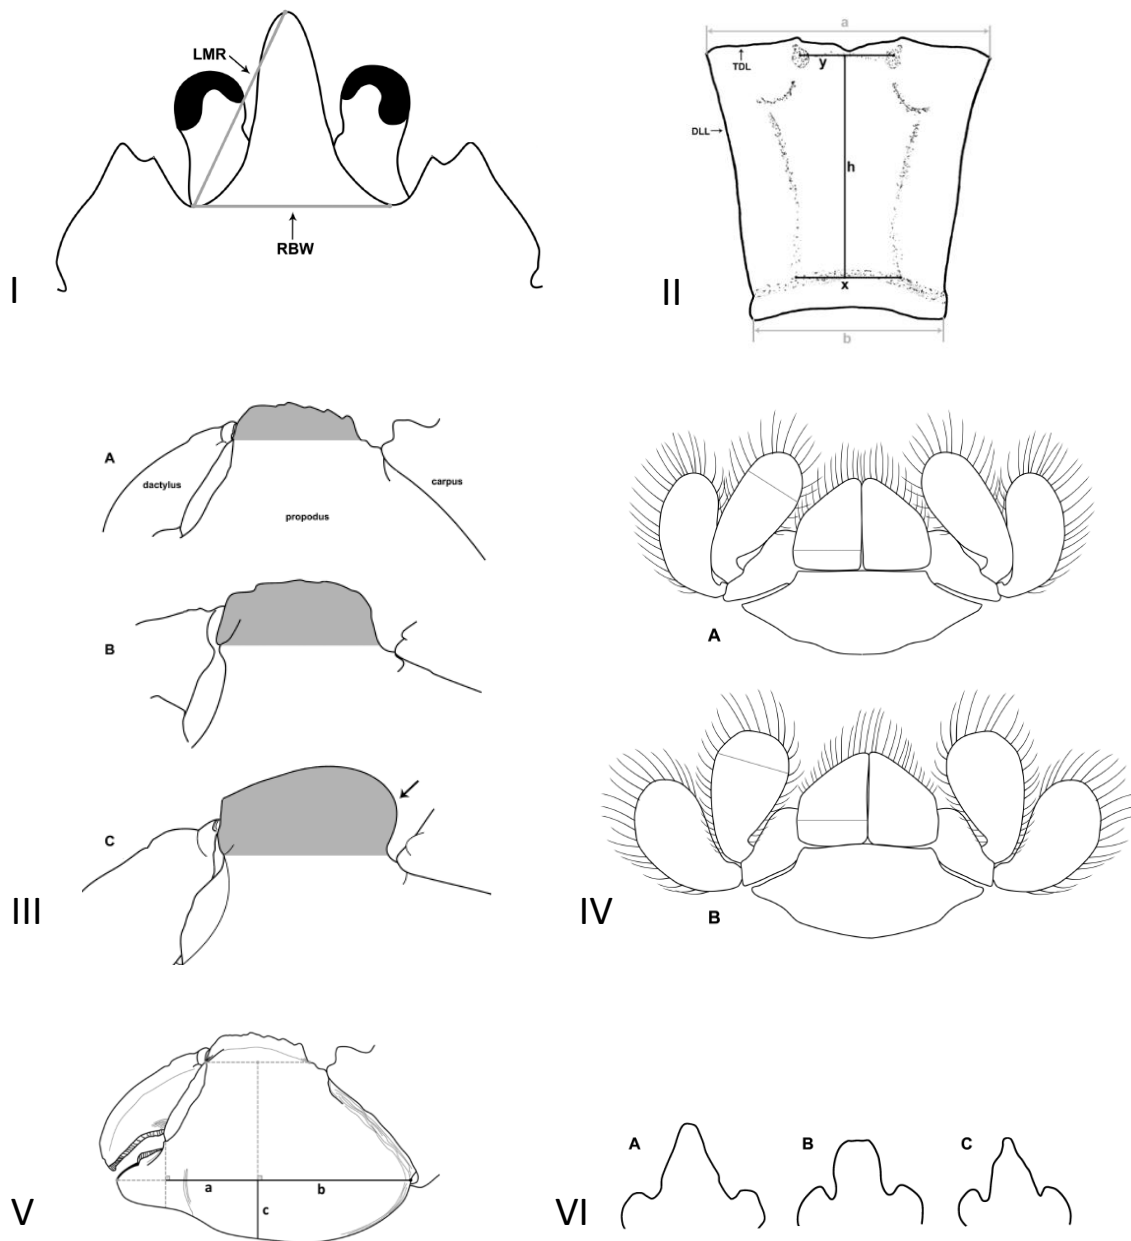 LMR
RBW
I
a
TDL
y
DLL
h
x
II
b
A
dactylus
carpus
propodus
B
C
III
A
B
IV
a
b
c
V
A
B
C
VI